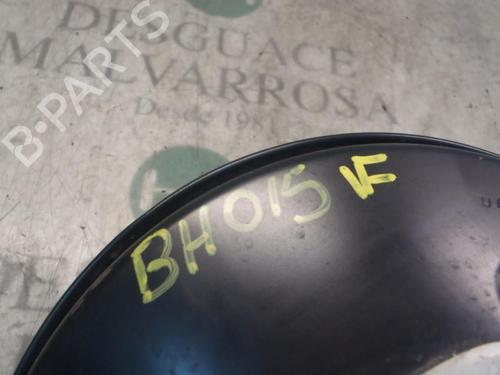 DESGUACE
MALVARROSA
Desde 1981
B-PARTS
BH015 VF